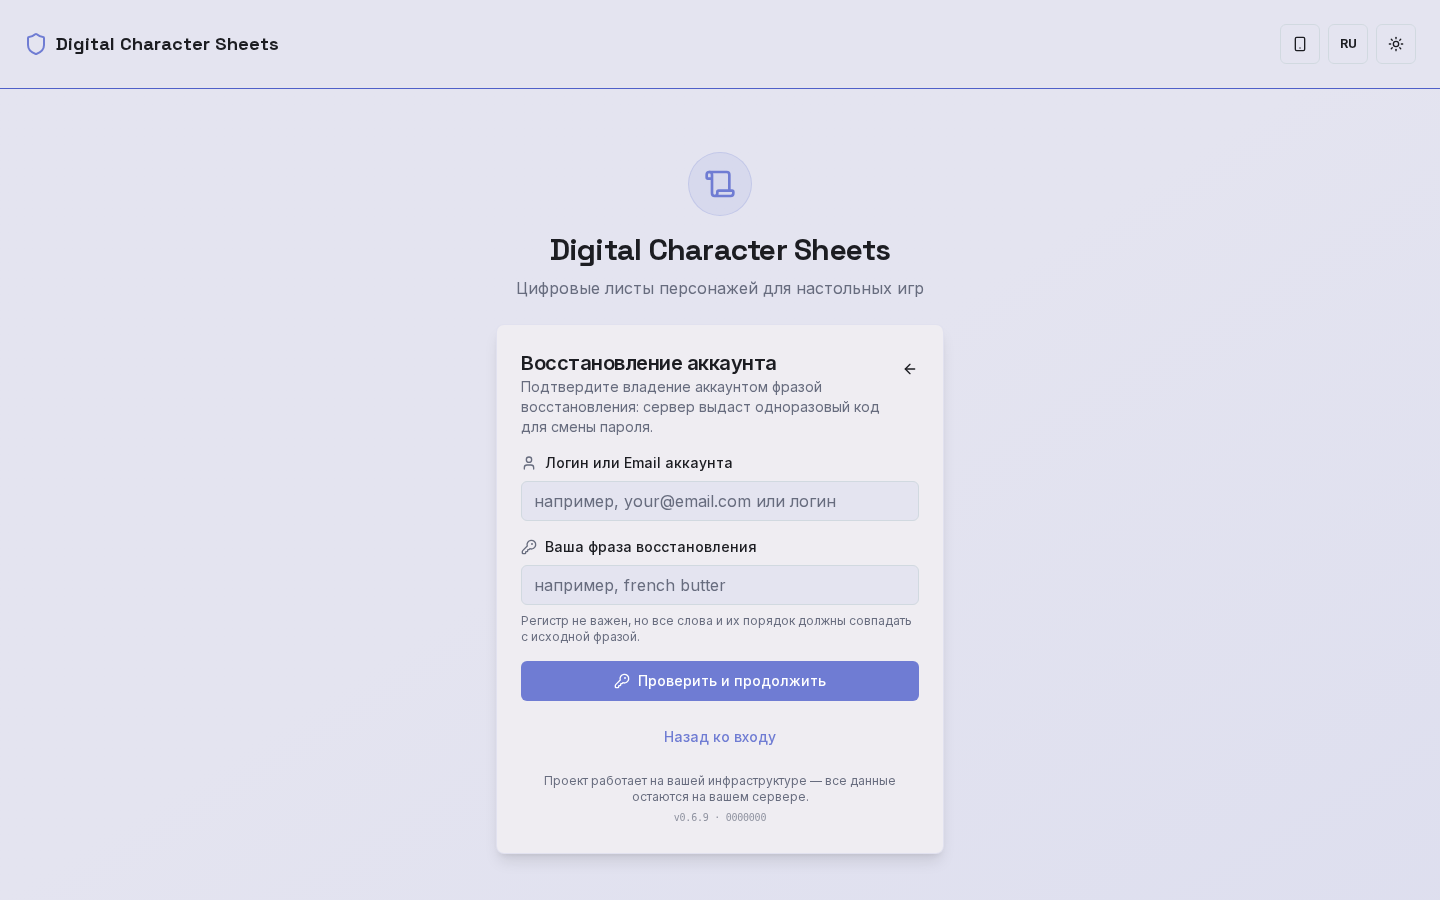 Digital Character Sheets
RU
Digital Character Sheets
Цифровые листы персонажей для настольных игр
Восстановление аккаунта
Подтвердите владение аккаунтом фразой
восстановления: сервер выдаст одноразовый код
для смены пароля.
Логин или Email аккаунта
например, your@email.com или логин
Ваша фраза восстановления
например, french butter
Регистр не важен, но все слова и их порядок должны совпадать
с исходной фразой.
Проверить и продолжить
Назад ко входу
Проект работает на вашей инфраструктуре — все данные
остаются на вашем сервере.
v0.6.9 · 0000000